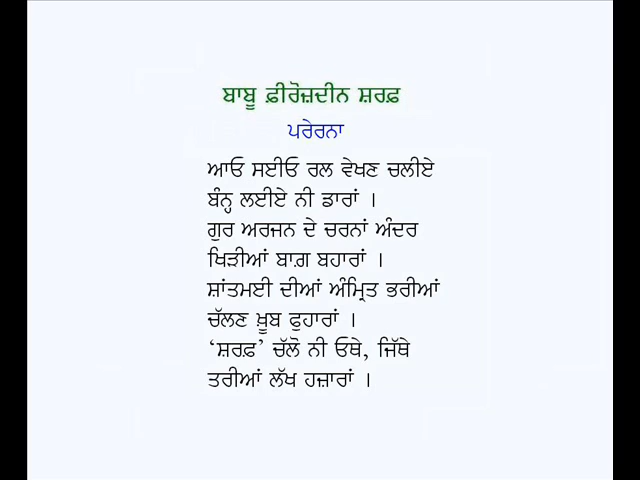 ਬਾਬੂ ਫ਼ੀਰੋਜ਼ਦੀਨ ਸ਼ਰਫ਼
ਪਰੇਰਨਾ
ਆਓ ਸਈਓ ਰਲ ਵੇਖਣ ਚਲੀਏ
ਬੰਨ੍ਹ ਲਈਏ ਨੀ ਡਾਰਾਂ ।
ਗੁਰ ਅਰਜਨ ਦੇ ਚਰਨਾਂ ਅੰਦਰ
ਖਿੜੀਆਂ ਬਾਗ਼ ਬਹਾਰਾਂ ।
ਸ਼ਾਂਤਮਈ ਦੀਆਂ ਅੰਮ੍ਰਿਤ ਭਰੀਆਂ
ਚੱਲਣ ਖ਼ੂਬ ਫੁਹਾਰਾਂ ।
‘ਸ਼ਰਫ਼’ ਚੱਲੋ ਨੀ ਓਥੇ, ਜਿੱਥੇ
ਤਰੀਆਂ ਲੱਖ ਹਜ਼ਾਰਾਂ ।